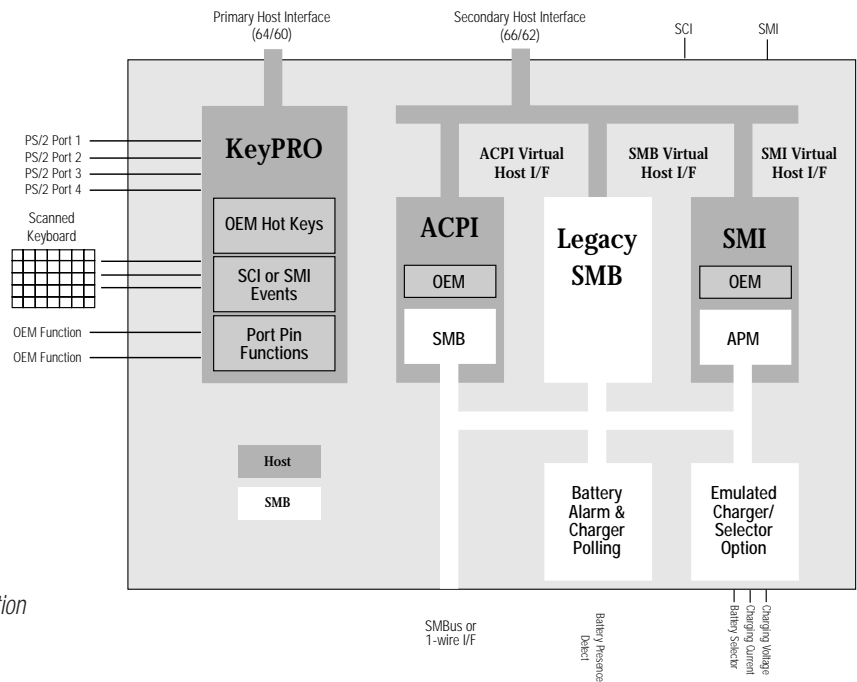 Primary Host Interface
(64/60)
Secondary Host Interface
(66/62)
SCI
SMI
PS/2 Port 1
PS/2 Port 2
PS/2 Port 3
PS/2 Port 4
Scanned
Keyboard
OEM Function
OEM Function
KeyPRO
OEM Hot Keys
SCI or SMI
Events
Port Pin
Functions
ACPI Virtual
Host I/F
SMB Virtual
Host I/F
SMI Virtual
Host I/F
ACPI
OEM
SMB
Legacy
SMB
SMI
OEM
APM
Host
SMB
Battery
Alarm &
Charger
Polling
Emulated
Charger/
Selector
Option
tion
SMBus or
1-wire I/F
Battery Presence
Detect
Battery Selector
Charging Current
Charging Voltage